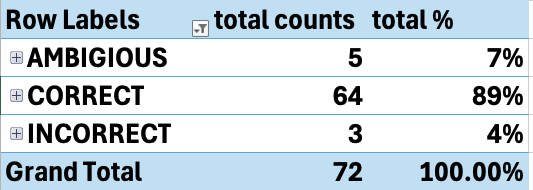 Row Labels total counts total %
AMBIGIOUS 5 7%
CORRECT 64 89%
INCORRECT 3 4%
Grand Total 72 100.00%